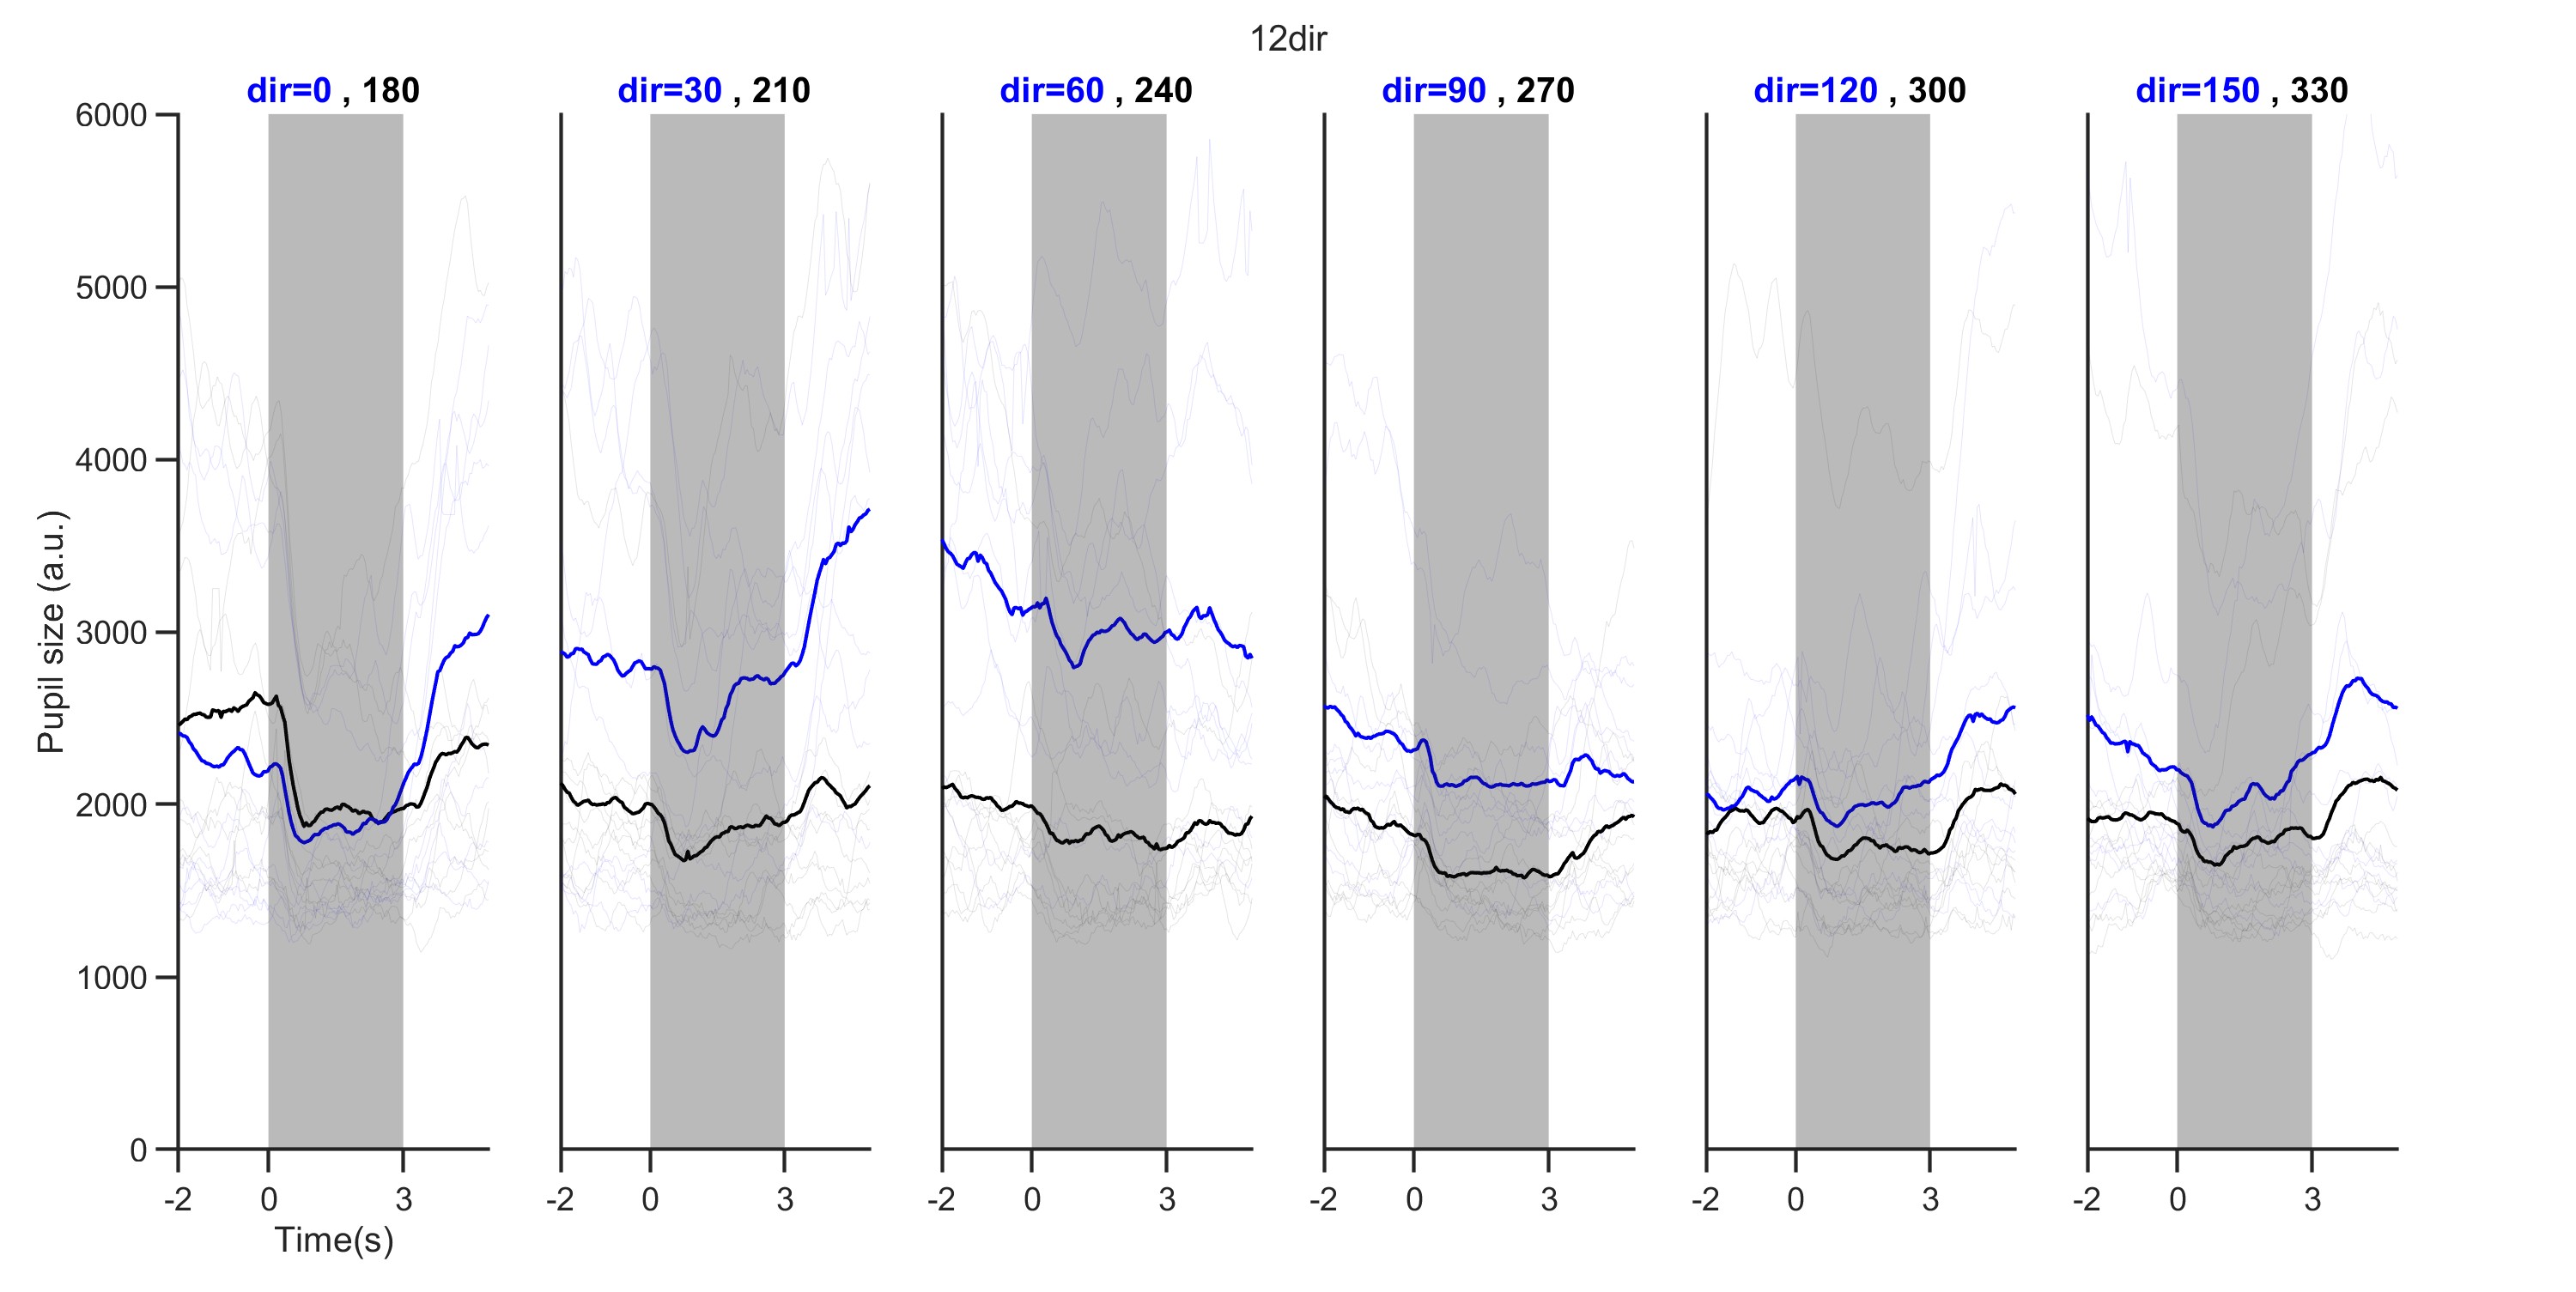 12dir
dir=0 , 180
dir=30 , 210
dir=60 , 240
dir=90 , 270
dir=120 , 300
dir=150 , 330
6000
5000
4000
3000
2000
1000
0
Pupil size (a.u.)
-2 0 3
-2 0 3
-2 0 3
-2 0 3
-2 0 3
-2 0 3
Time(s)